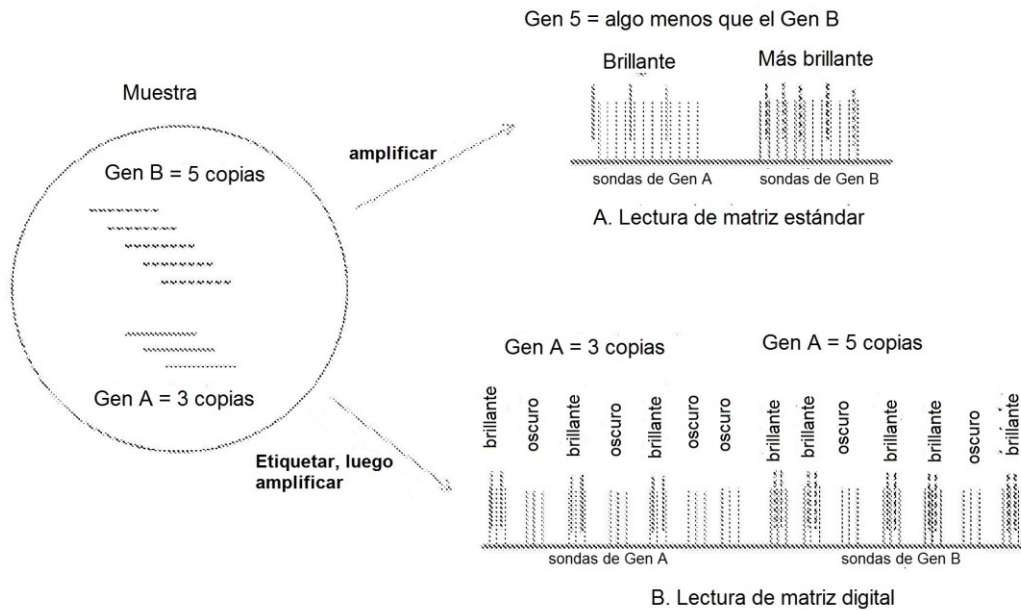 Gen 5 = algo menos que el Gen B
Brillante
Más brillante
Muestra
amplificar
Gen B = 5 copias
sondas de Gen A
sondas de Gen B
A. Lectura de matriz estándar
Gen A = 3 copias
Gen A = 5 copias
brillante
oscuro
brillante
oscuro
brillante
oscuro
oscuro
brillante
brillante
oscuro
brillante
brillante
oscuro
brillante
Gen A = 3 copias
Etiquetar, luego
amplificar
sondas de Gen A
sondas de Gen B
B. Lectura de matriz digital